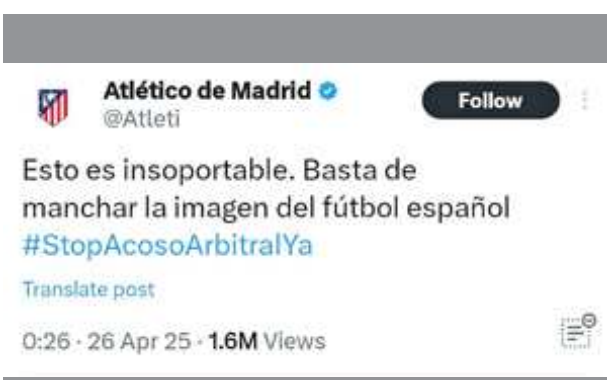 Atlético de Madrid
@Atleti
Follow
Esto es insoportable. Basta de
manchar la imagen del fútbol español
#StopAcosoArbitralYa
Translate post
0:26 · 26 Apr 25 · 1.6M Views